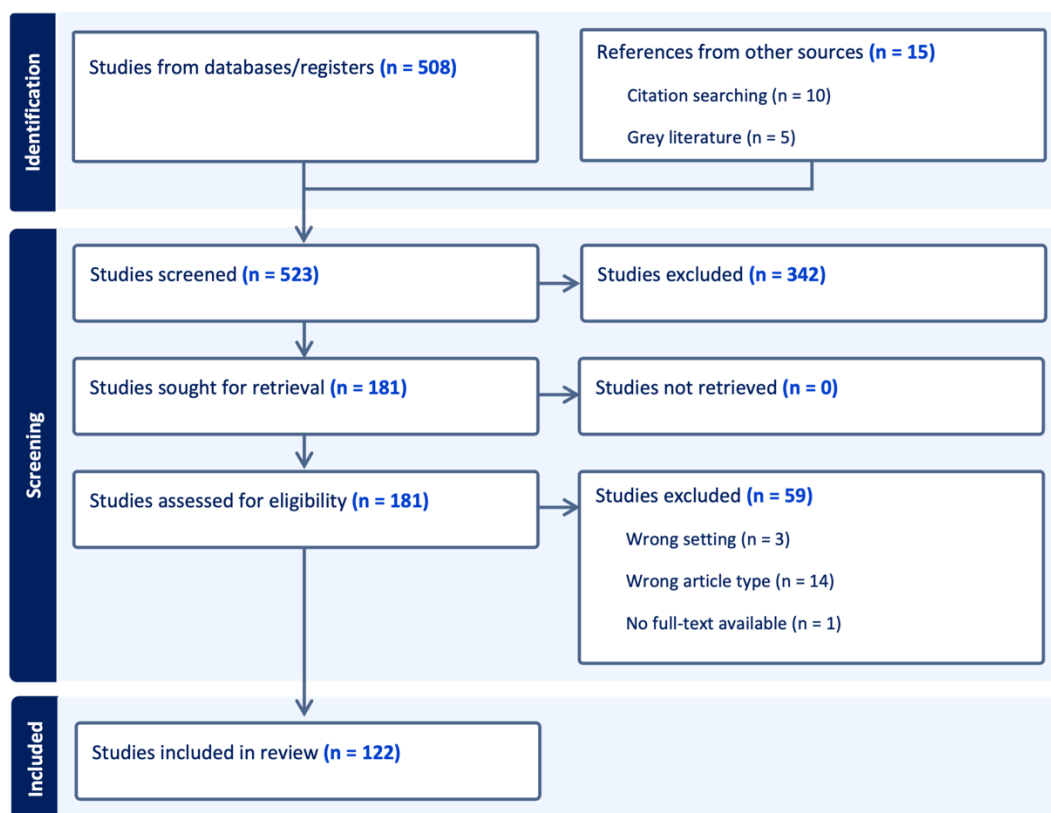 Identification
Studies from databases/registers (n = 508)
References from other sources (n = 15)
Citation searching (n = 10)
Grey literature (n = 5)
Screening
Studies screened (n = 523)
Studies excluded (n = 342)
Studies sought for retrieval (n = 181)
Studies not retrieved (n = 0)
Studies assessed for eligibility (n = 181)
Studies excluded (n = 59)
Wrong setting (n = 3)
Wrong article type (n = 14)
No full-text available (n = 1)
Included
Studies included in review (n = 122)